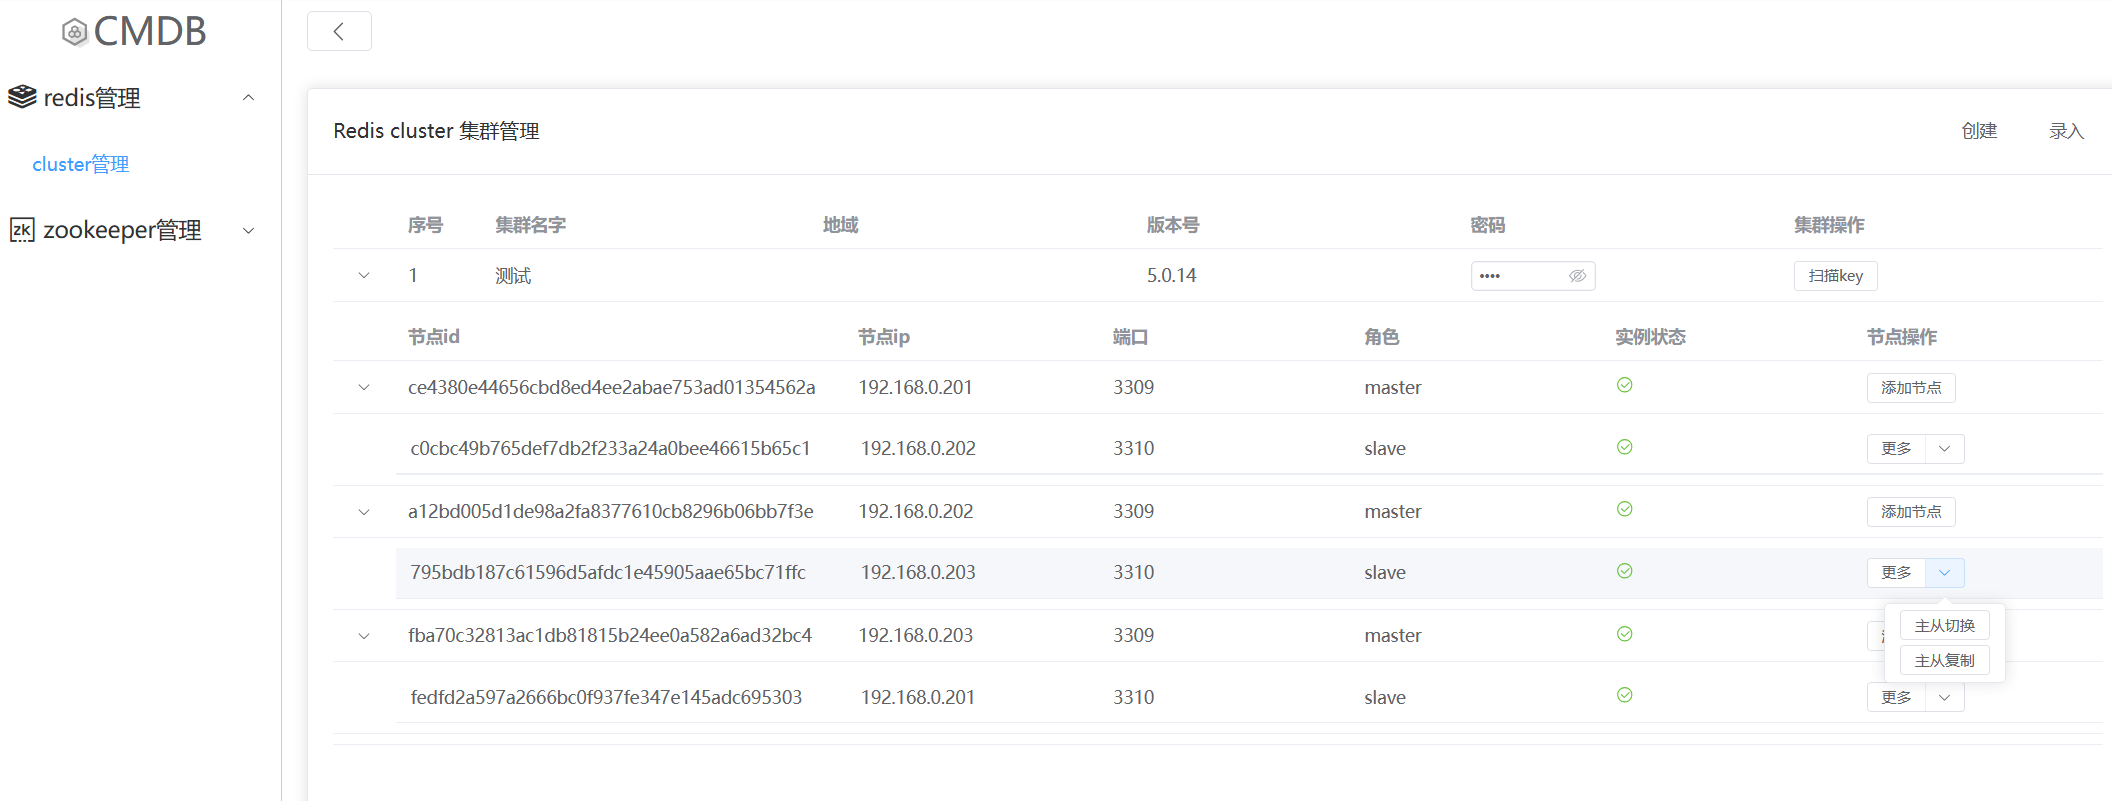 CMDB
redis管理
cluster管理
zookeeper管理
Redis cluster 集群管理 创建 录入
序号 集群名字 地域 版本号 密码 集群操作
1 测试 5.0.14 •••• 扫描key
节点id 节点ip 端口 角色 实例状态 节点操作
ce4380e44656cbd8ed4ee2abae753ad01354562a 192.168.0.201 3309 master 添加节点
c0cbc49b765def7db2f233a24a0bee46615b65c1 192.168.0.202 3310 slave 更多
a12bd005d1de98a2fa8377610cb8296b06bb7f3e 192.168.0.202 3309 master 添加节点
795bdb187c61596d5afdc1e45905aae65bc71ffc 192.168.0.203 3310 slave 更多
主从切换
fba70c32813ac1db81815b24ee0a582a6ad32bc4 192.168.0.203 3309 master
主从复制
fedfd2a597a2666bc0f937fe347e145adc695303 192.168.0.201 3310 slave 更多